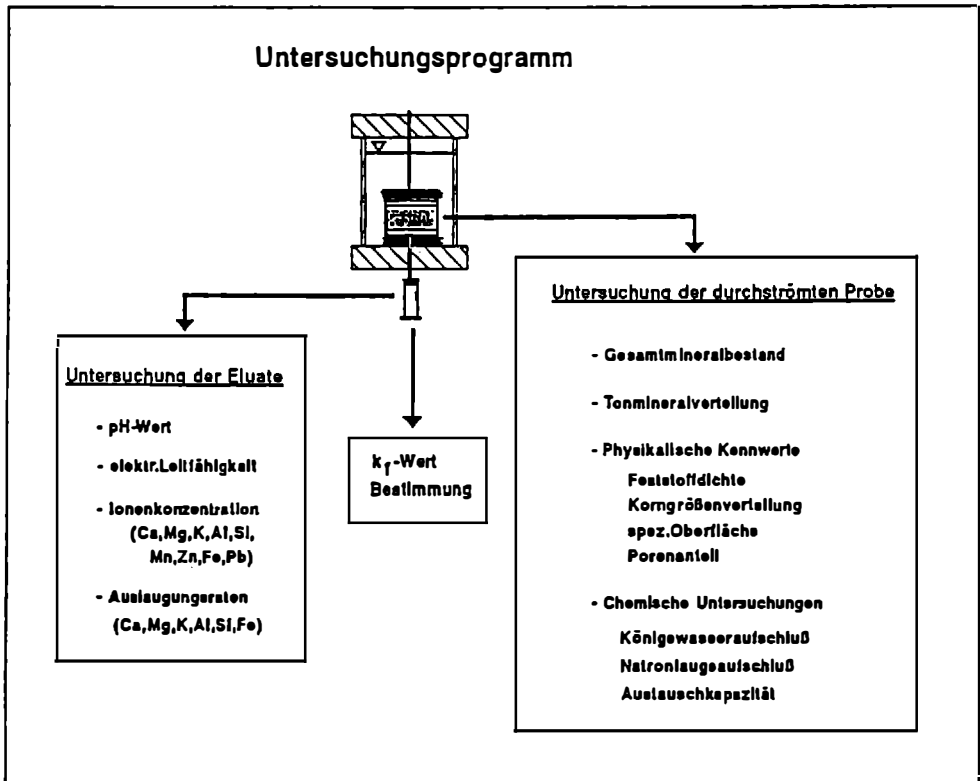 Untersuchungsprogramm
Untersuchung der Eluate
- pH-Wert
- elektr.Leitfähigkeit
- Ionenkonzentration
(Ca,Mg,K,Al,Si,
Mn,Zn,Fe,Pb)
- Auslaugungsraten
(Ca,Mg,K,Al,Si,Fe)
kf-Wert
Bestimmung
Untersuchung der durchströmten Probe
- Gesamtmineralbestand
- Tonmineralverteilung
- Physikalische Kennwerte
Feststoffdichte
Korngrößenverteilung
spez.Oberfläche
Porenanteil
- Chemische Untersuchungen
Königswasseraufschluß
Natronlaugeaufschluß
Austauschkapazität